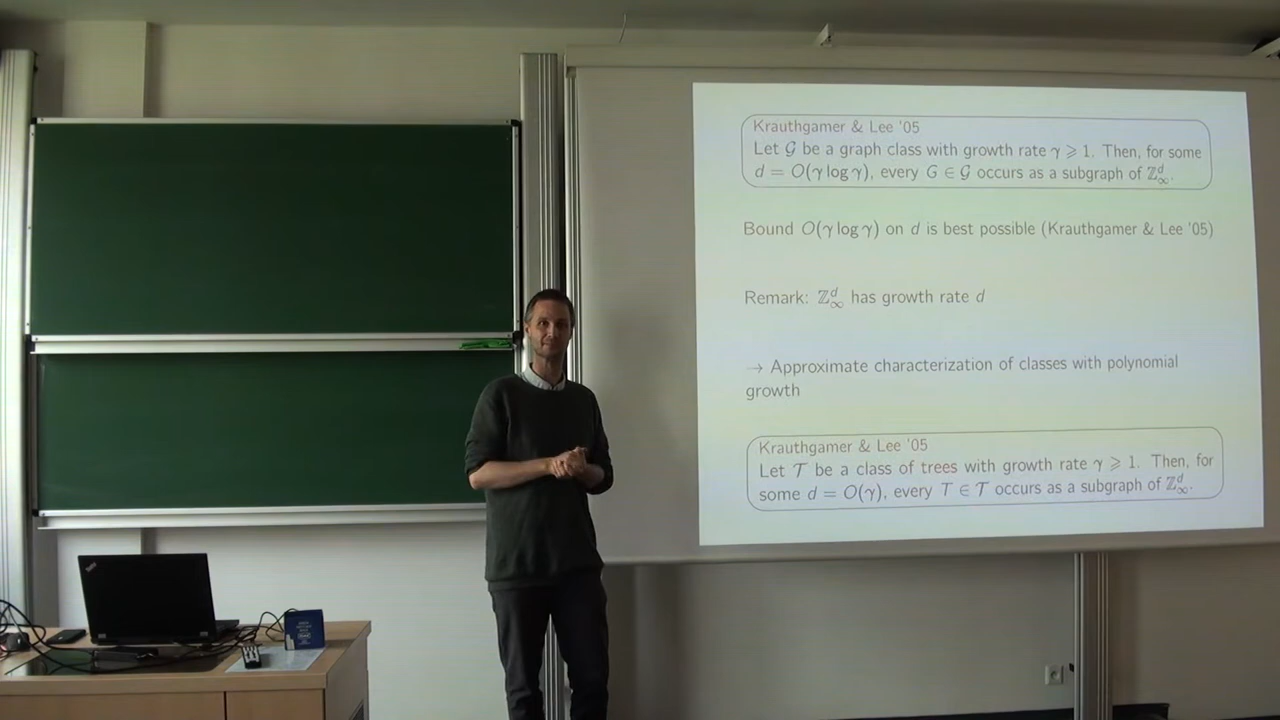 Krauthgamer & Lee '05
Let 𝒢 be a graph class with growth rate γ ⩾ 1. Then, for some
d = O(γ log γ), every G ∈ 𝒢 occurs as a subgraph of ℤ^d_∞.
Bound O(γ log γ) on d is best possible (Krauthgamer & Lee '05)
Remark: ℤ^d_∞ has growth rate d
→ Approximate characterization of classes with polynomial
growth
Krauthgamer & Lee '05
Let 𝒯 be a class of trees with growth rate γ ⩾ 1. Then, for
some d = O(γ), every T ∈ 𝒯 occurs as a subgraph of ℤ^d_∞.